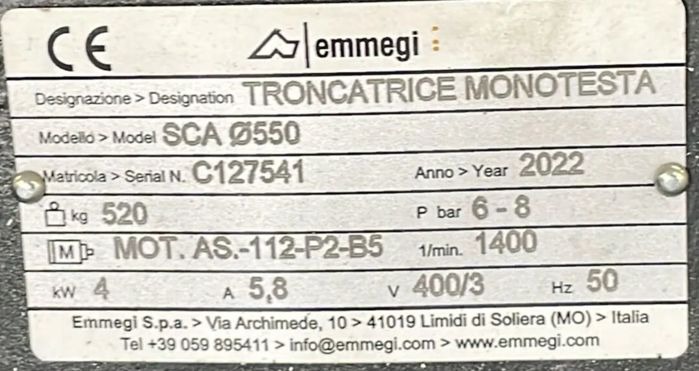 CE emmegi
Designazione > Designation TRONCATRICE MONOTESTA
Modello > Model SCA Ø550
Matricola > Serial N. C127541 Anno > Year 2022
kg 520 P bar 6-8
M MOT. AS.-112-P2-B5 1/min. 1400
kW 4 A 5,8 V 400/3 Hz 50
Emmegi S.p.a. > Via Archimede, 10 > 41019 Limidi di Soliera (MO) > Italia
Tel +39 059 895411 > info@emmegi.com > www.emmegi.com